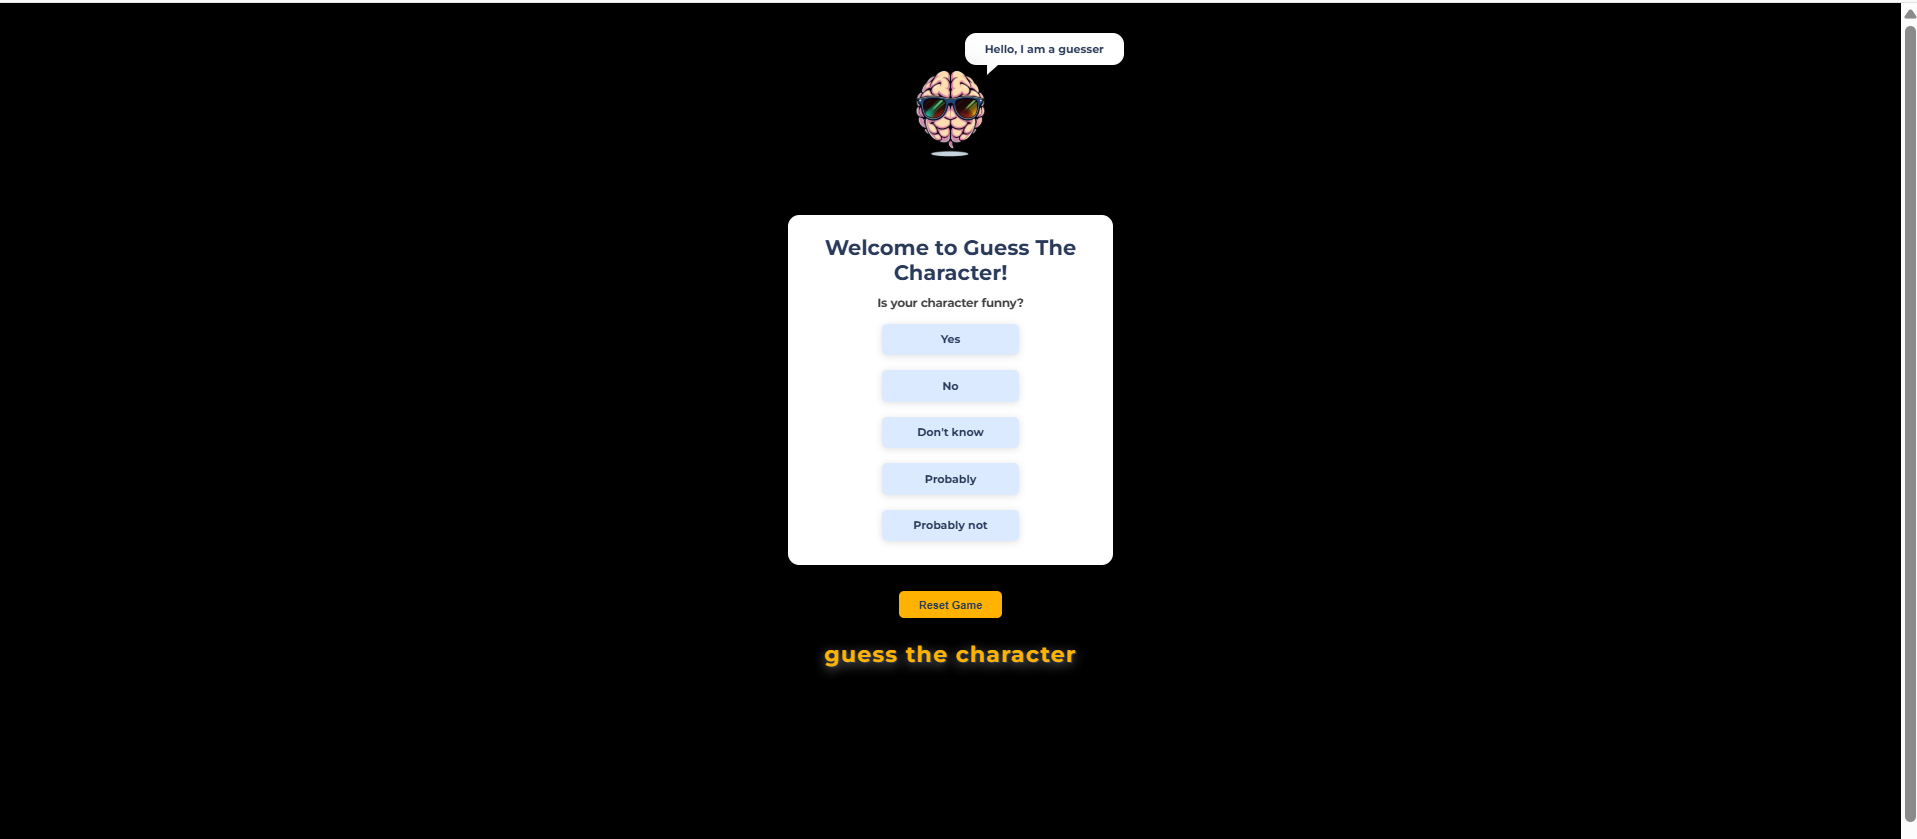 Hello, I am a guesser
Welcome to Guess The
Character!
Is your character funny?
Yes
No
Don't know
Probably
Probably not
Reset Game
guess the character